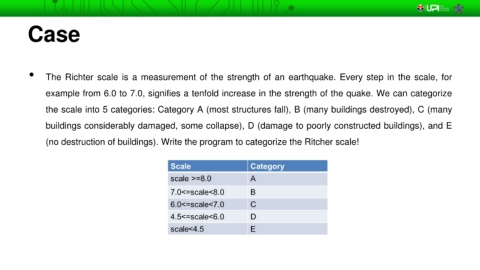 UPI
Case
• The Richter scale is a measurement of the strength of an earthquake. Every step in the scale, for
example from 6.0 to 7.0, signifies a tenfold increase in the strength of the quake. We can categorize
the scale into 5 categories: Category A (most structures fall), B (many buildings destroyed), C (many
buildings considerably damaged, some collapse), D (damage to poorly constructed buildings), and E
(no destruction of buildings). Write the program to categorize the Ritcher scale!
Scale Category
scale >=8.0 A
7.0<=scale<8.0 B
6.0<=scale<7.0 C
4.5<=scale<6.0 D
scale<4.5 E